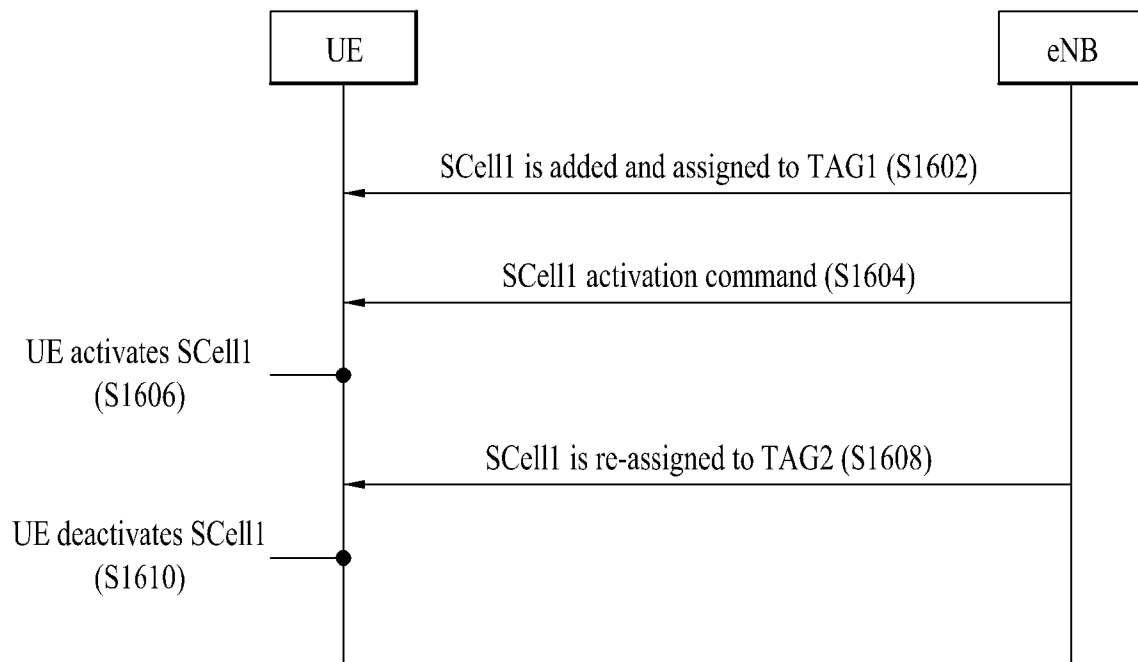 UE
eNB
SCell1 is added and assigned to TAG1 (S1602)
SCell1 activation command (S1604)
UE activates SCell1
(S1606)
SCell1 is re-assigned to TAG2 (S1608)
UE deactivates SCell1
(S1610)